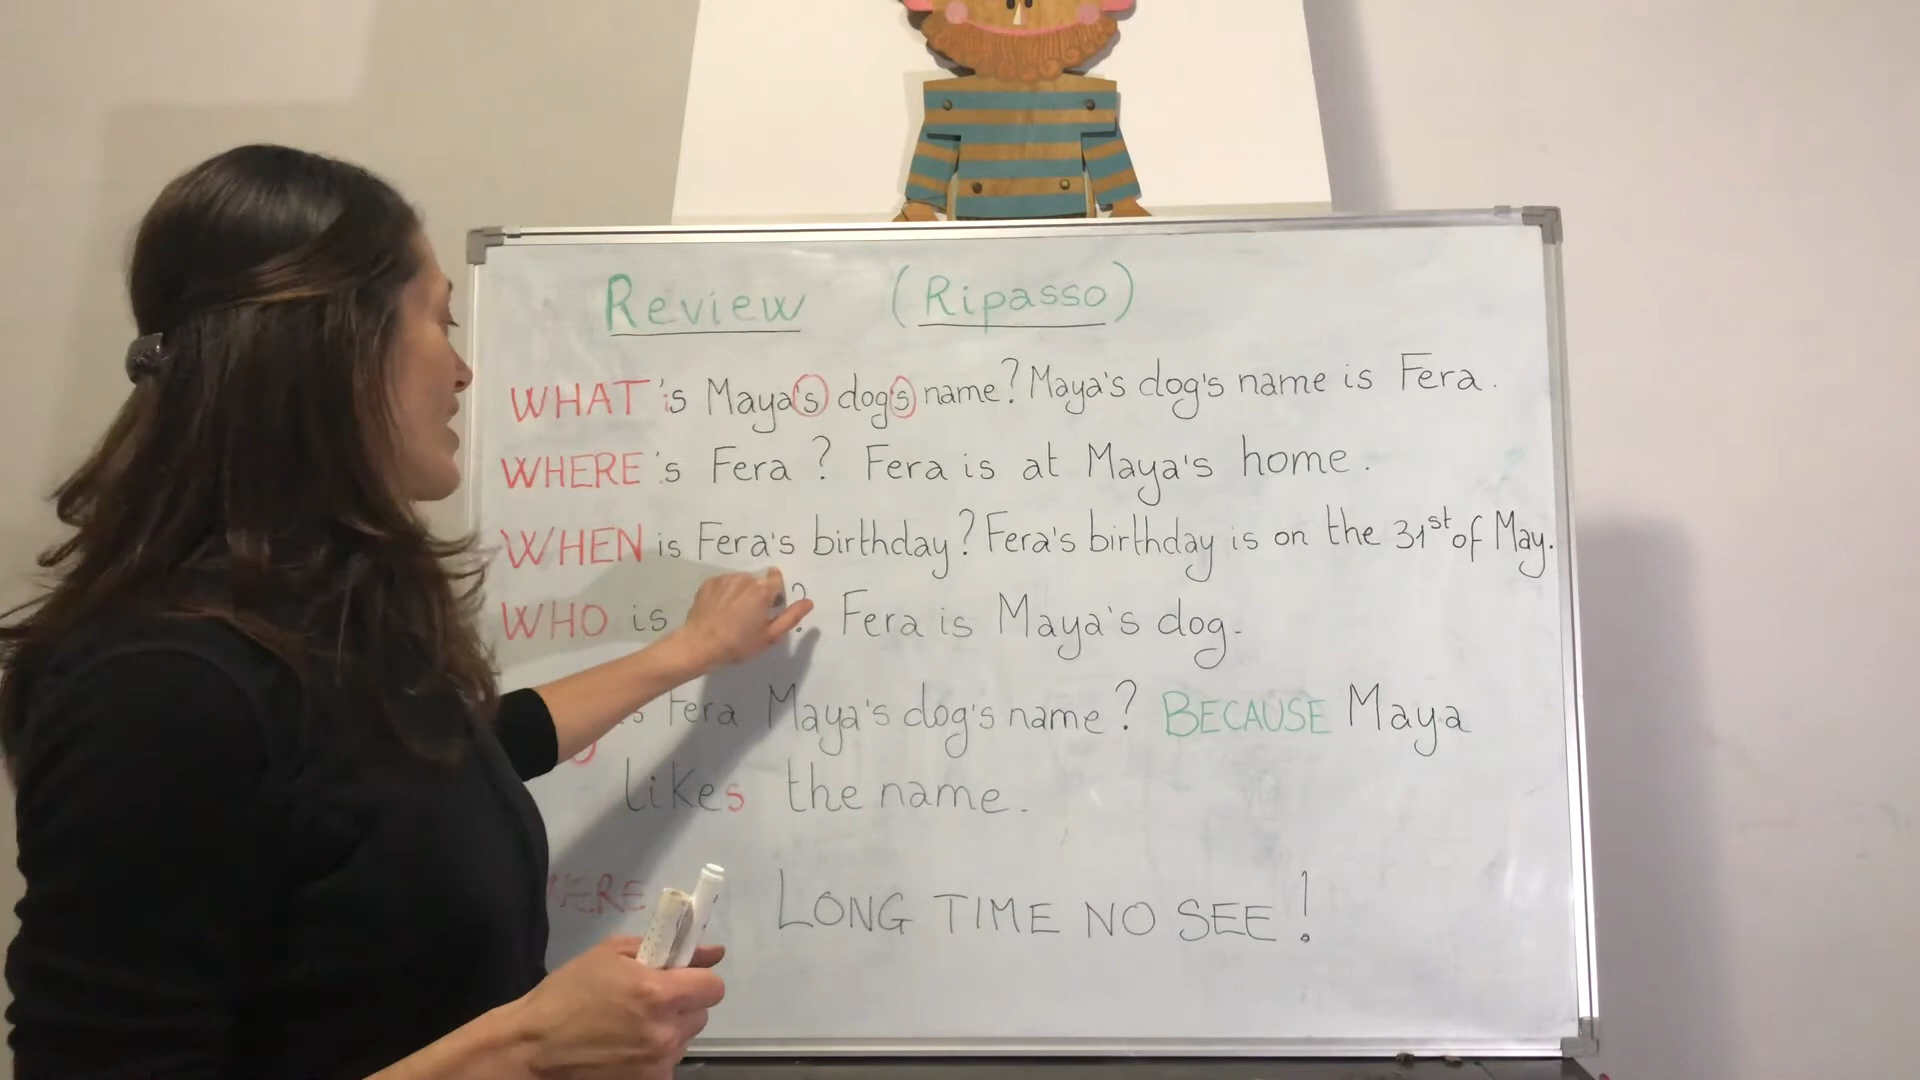 Review (Ripasso)
WHAT's Maya's dog's name? Maya's dog's name is Fera.
WHERE's Fera? Fera is at Maya's home.
WHEN is Fera's birthday? Fera's birthday is on the 31st of May.
WHO is ? Fera is Maya's dog.
Fera Maya's dog's name? BECAUSE Maya
likes the name.
LONG TIME NO SEE!